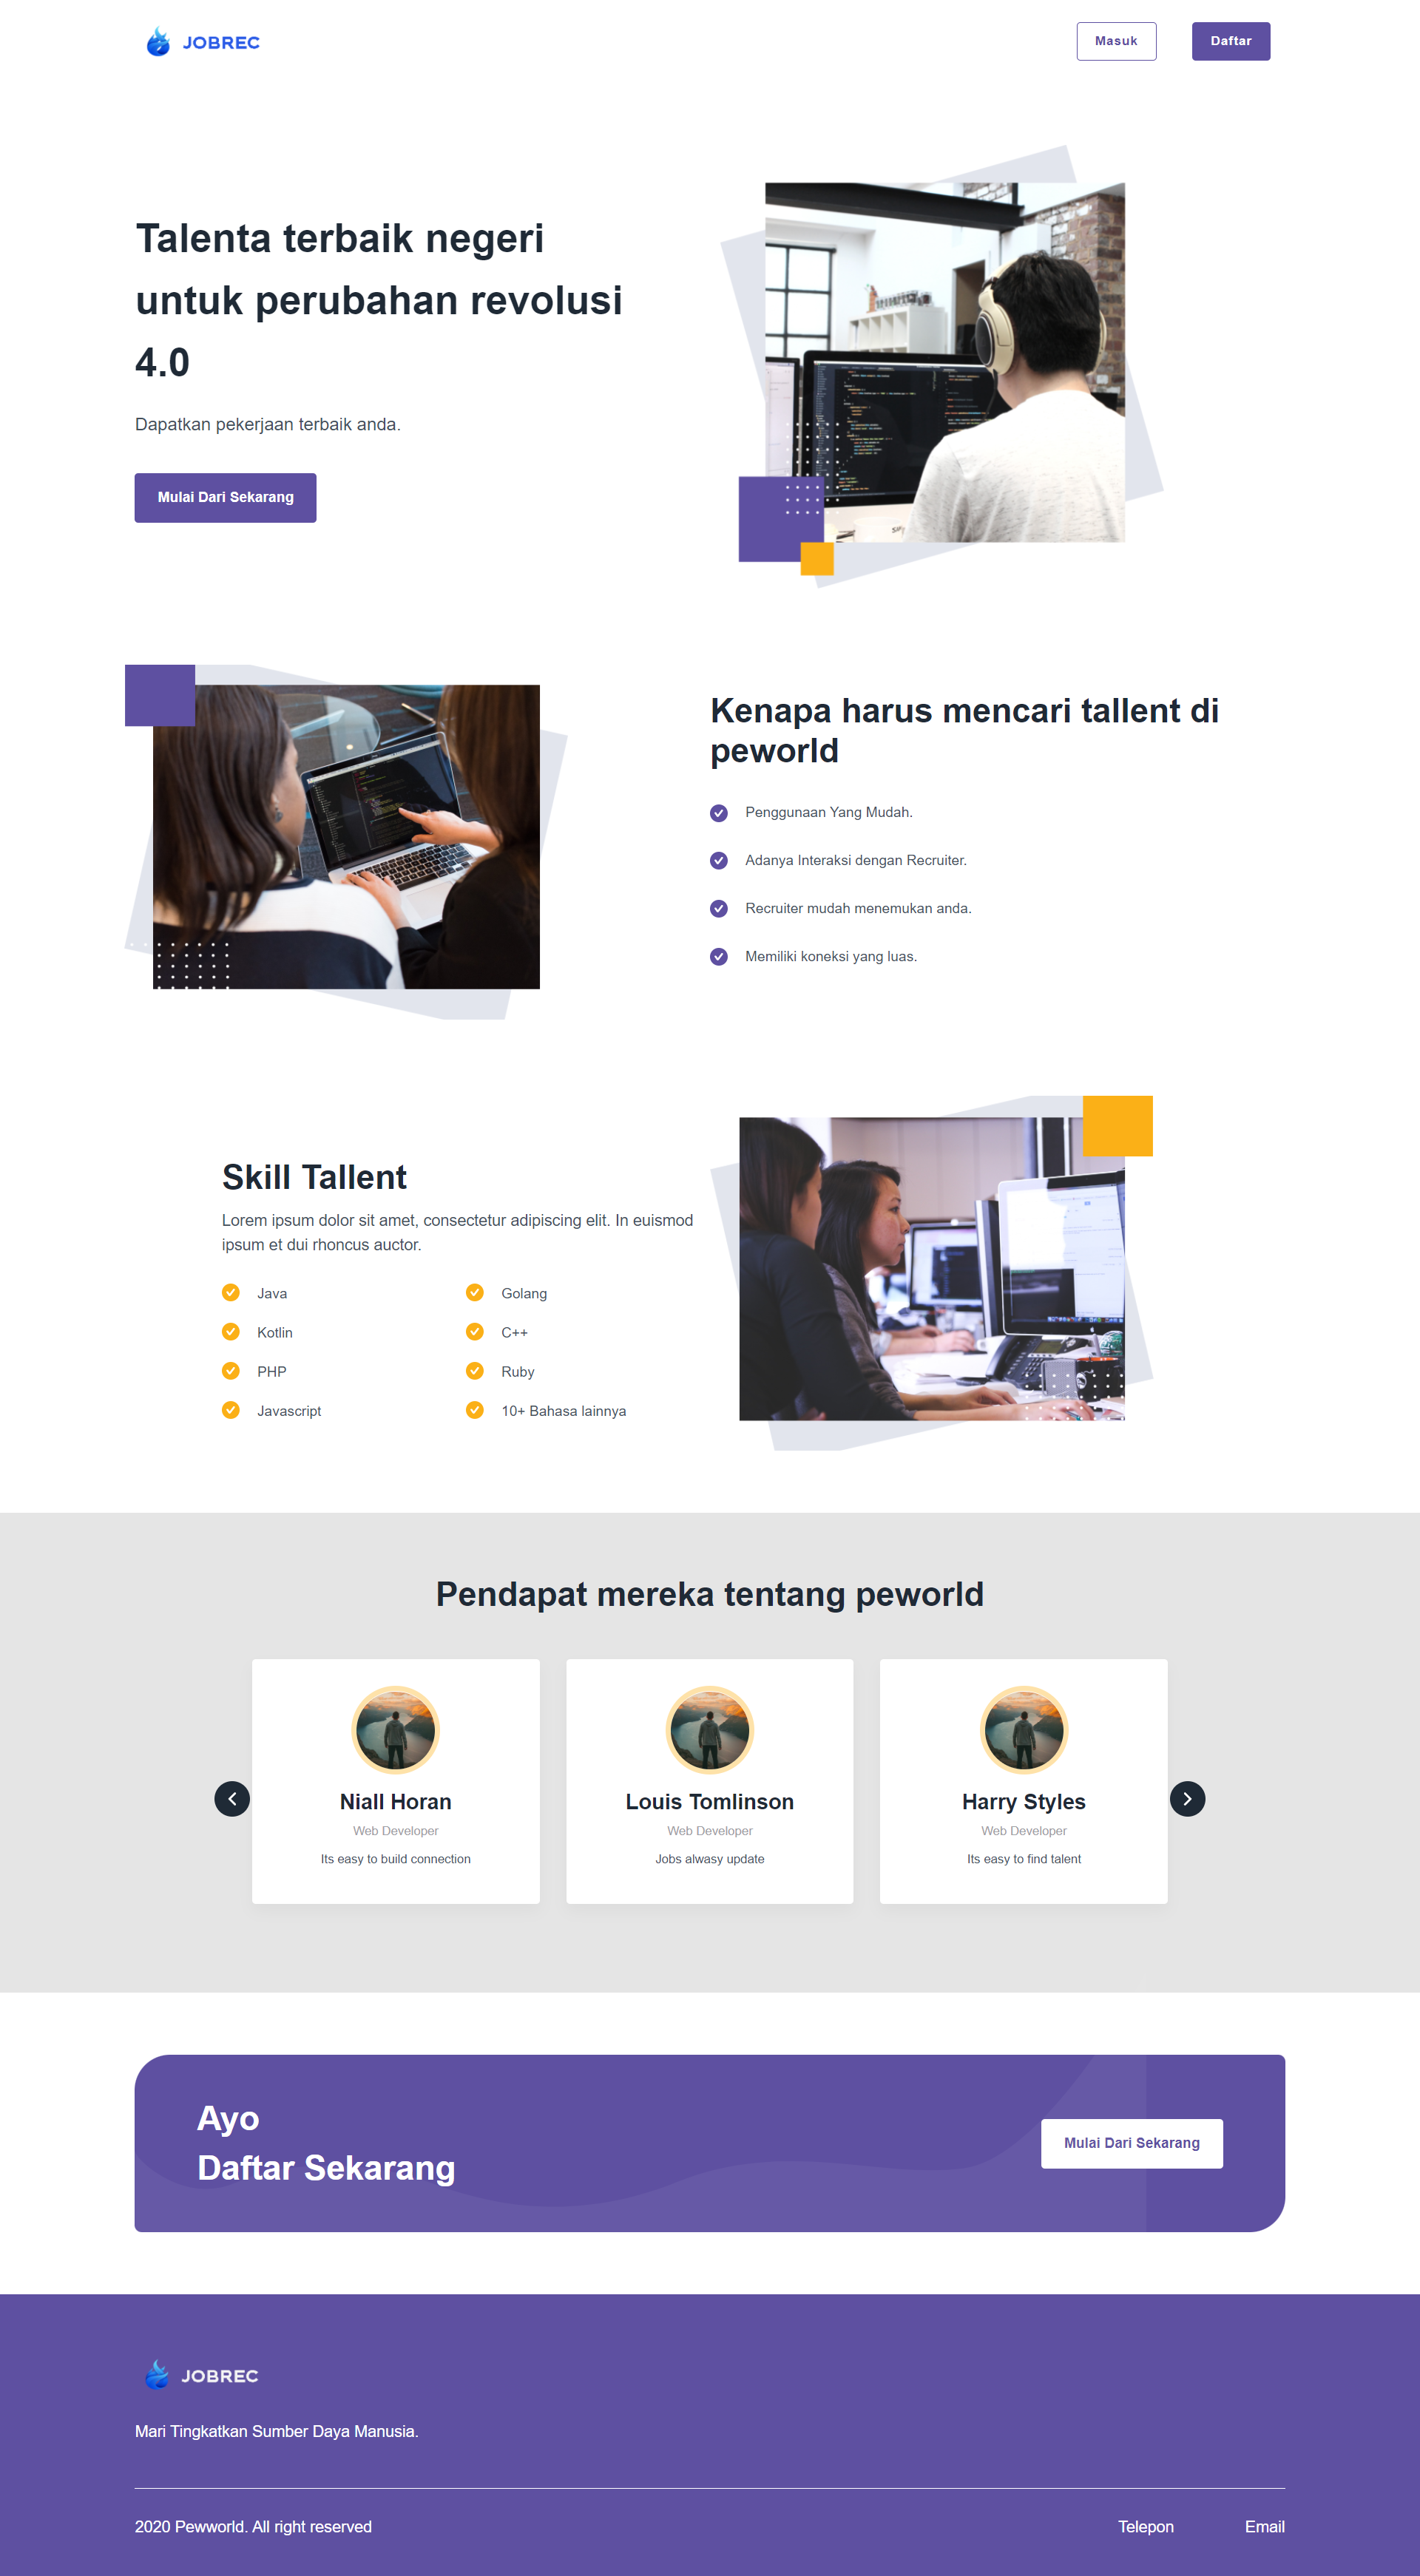 JOBREC
Masuk
Daftar
Talenta terbaik negeri
untuk perubahan revolusi
4.0
Dapatkan pekerjaan terbaik anda.
Mulai Dari Sekarang
Kenapa harus mencari tallent di
peworld
Penggunaan Yang Mudah.
Adanya Interaksi dengan Recruiter.
Recruiter mudah menemukan anda.
Memiliki koneksi yang luas.
Skill Tallent
Lorem ipsum dolor sit amet, consectetur adipiscing elit. In euismod
ipsum et dui rhoncus auctor.
Java
Golang
Kotlin
C++
PHP
Ruby
Javascript
10+ Bahasa lainnya
Pendapat mereka tentang peworld
Niall Horan
Web Developer
Its easy to build connection
Louis Tomlinson
Web Developer
Jobs alwasy update
Harry Styles
Web Developer
Its easy to find talent
Ayo
Daftar Sekarang
Mulai Dari Sekarang
JOBREC
Mari Tingkatkan Sumber Daya Manusia.
2020 Pewworld. All right reserved
Telepon
Email